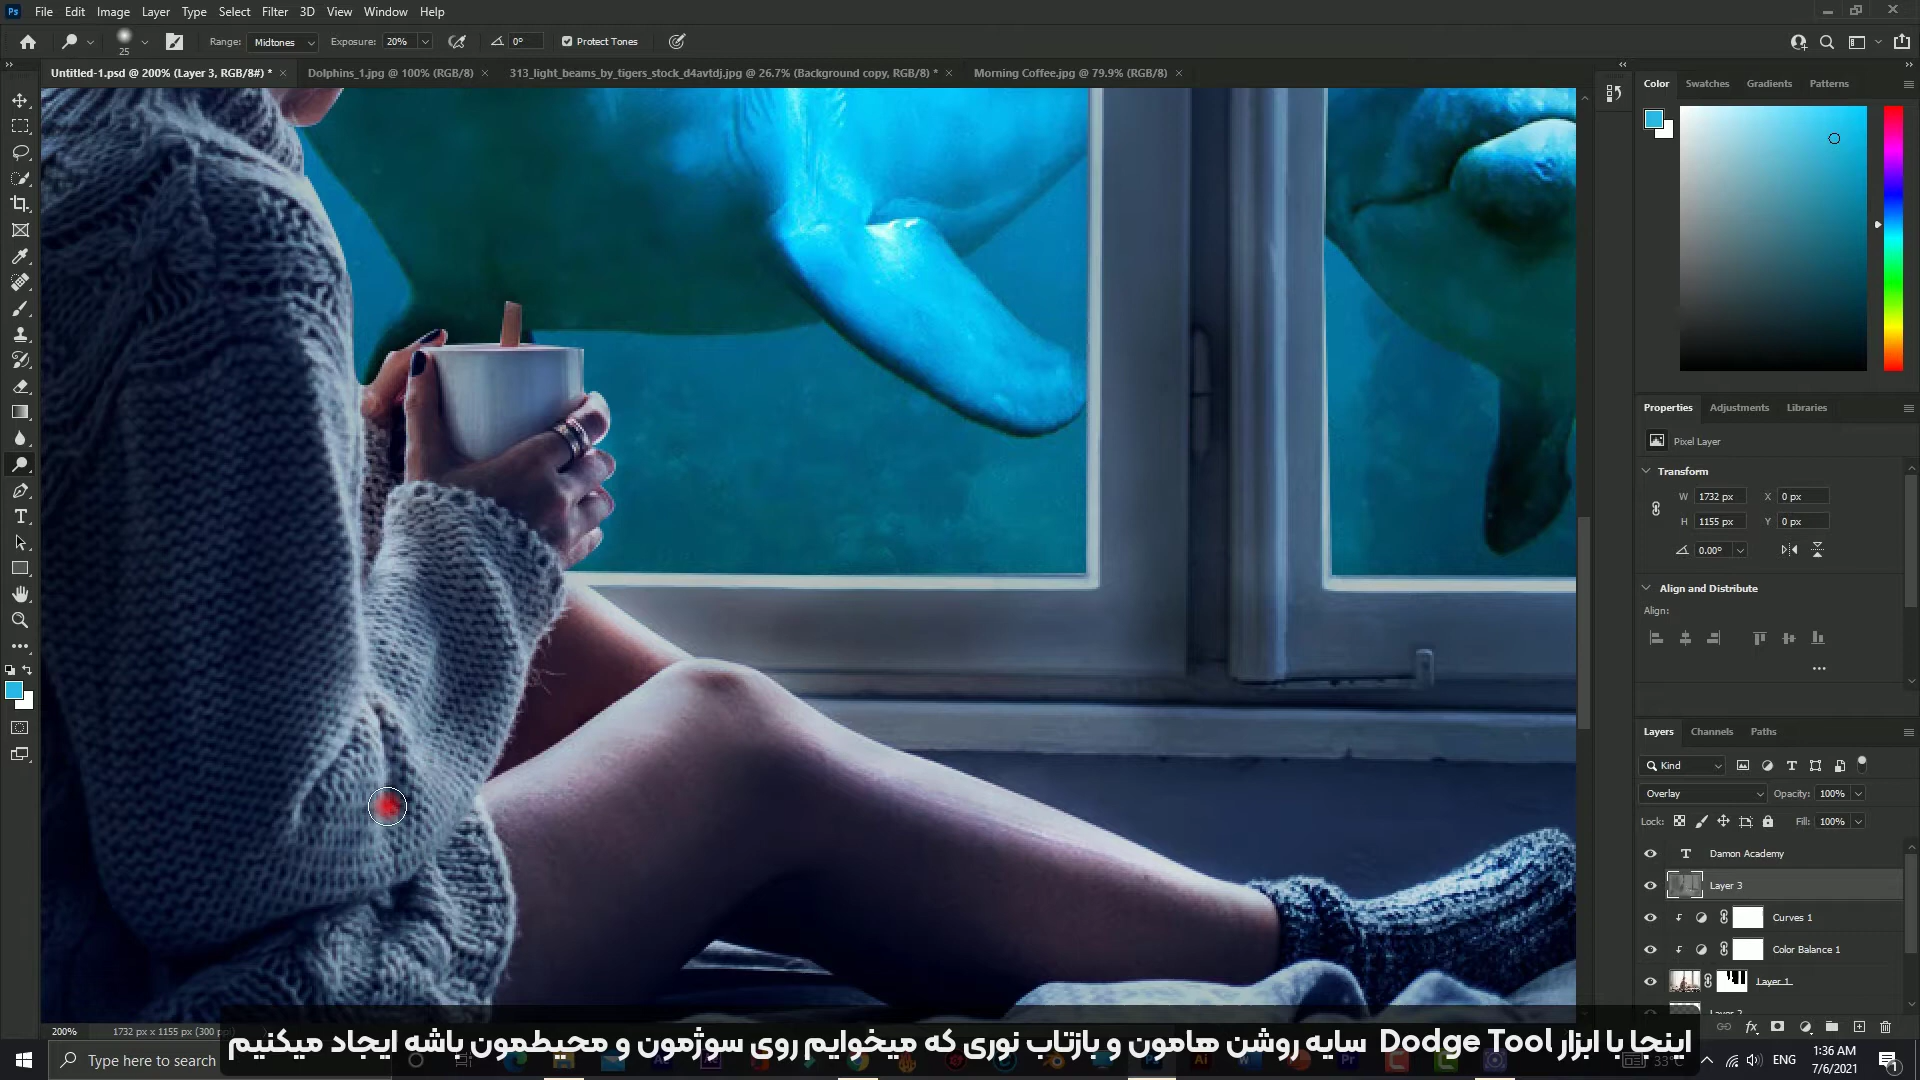 Ps File Edit Image Layer Type Select Filter 3D View Window Help
25 Range: Midtones Exposure: 20% 0° Protect Tones
Untitled-1.psd @ 200% (Layer 3, RGB/8#) * Dolphins_1.jpg @ 100% (RGB/8) 313_light_beams_by_tigers_stock_d4avtdj.jpg @ 26.7% (Background copy, RGB/8) * Morning Coffee.jpg @ 79.9% (RGB/8)
Color Swatches Gradients Patterns
Properties Adjustments Libraries
Pixel Layer
Transform
W 1732 px X 0 px
H 1155 px Y 0 px
0.00°
Align and Distribute
Align:
Layers Channels Paths
Kind
Overlay Opacity: 100%
Lock: Fill: 100%
Damon Academy
Layer 3
Curves 1
Color Balance 1
Layer 1
200% 1732 px x 1155 px (300 ppi)
اینجا با ابزار Dodge Tool سایه روشن هامون و بازتاب نوری که میخوایم روی سوژمون و محیطمون باشه ایجاد میکنیم
Type here to search
33°C ENG 1:36 AM
7/6/2021